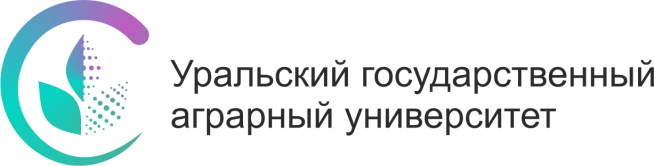 Уральский государственный
аграрный университет